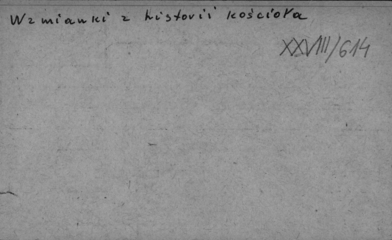 Wzmianki z historii kościoła
XXVIII/614